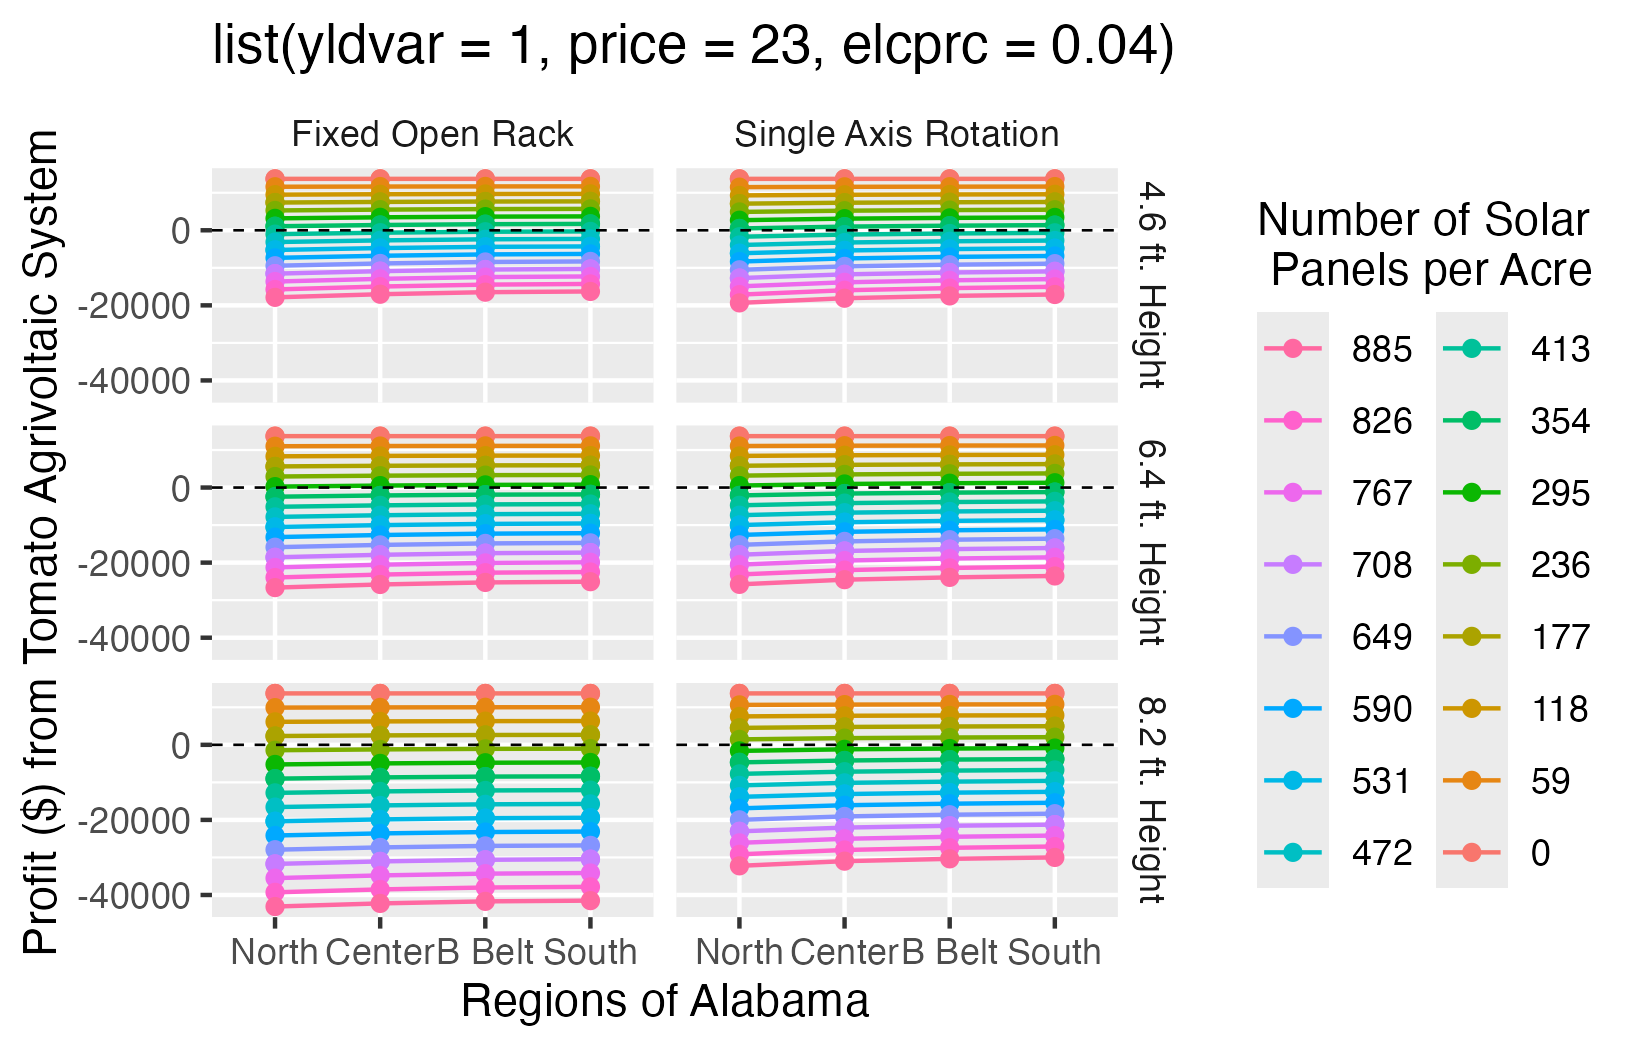 list(yldvar = 1, price = 23, elcprc = 0.04)
Fixed Open Rack
Single Axis Rotation
Profit ($) from Tomato Agrivoltaic System
0
-20000
-40000
4.6 ft. Height
0
-20000
-40000
6.4 ft. Height
0
-20000
-40000
8.2 ft. Height
North Center B Belt South
North Center B Belt South
Regions of Alabama
Number of Solar
Panels per Acre
885
826
767
708
649
590
531
472
413
354
295
236
177
118
59
0